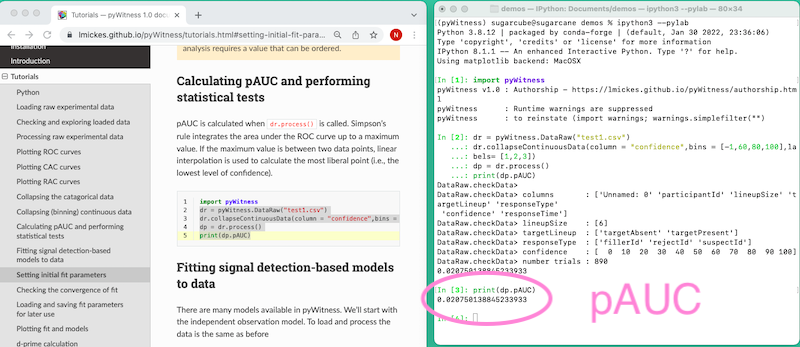 Tutorials — pyWitness 1.0 docu
lmickes.github.io/pyWitness/tutorials.html#setting-initial-fit-para...
N
Installation
Introduction
Tutorials
Python
Loading raw experimental data
Checking and exploring loaded data
Processing raw experimental data
Plotting ROC curves
Plotting CAC curves
Plotting RAC curves
Collapsing the catagorical data
Collapsing (binning) continuous data
Calculating pAUC and performing
statistical tests
Fitting signal detection-based models
to data
Setting initial fit parameters
Checking the convergence of fit
Loading and saving fit parameters
for later use
Plotting fit and models
d-prime calculation
analysis requires a value that can be ordered.
Calculating pAUC and performing
statistical tests
pAUC is calculated when dr.process() is called. Simpson's
rule integrates the area under the ROC curve up to a maximum
value. If the maximum value is between two data points, linear
interpolation is used to calculate the most liberal point (i.e., the
lowest level of confidence).
1 import pyWitness
2 dr = pyWitness.DataRaw("test1.csv")
3 dr.collapseContinuousData(column = "confidence",bins =
4 dp = dr.process()
5 print(dp.pAUC)
Fitting signal detection-based models
to data
There are many models available in pyWitness. We'll start with
the independent observation model. To load and process the
data is the same as before
demos — IPython: Documents/demos — ipython3 --pylab — 80×34
(pyWitness) sugarcube@sugarcane demos % ipython3 --pylab
Python 3.8.12 | packaged by conda-forge | (default, Jan 30 2022, 23:36:06)
Type 'copyright', 'credits' or 'license' for more information
IPython 8.1.1 -- An enhanced Interactive Python. Type '?' for help.
Using matplotlib backend: MacOSX
In [1]: import pyWitness
pyWitness v1.0 : Authorship - https://lmickes.github.io/pyWitness/authorship.htm
l
pyWitness : Runtime warnings are suppressed
pyWitness : to reinstate (import warnings; warnings.simplefilter("")
In [2]: dr = pyWitness.DataRaw("test1.csv")
...: dr.collapseContinuousData(column = "confidence",bins = [-1,60,80,100],la
...: bels= [1,2,3])
...: dp = dr.process()
...: print(dp.pAUC)
DataRaw.checkData>
DataRaw.checkData> columns : ['Unnamed: 0' 'participantId' 'lineupSize' 't
argetLineup' 'responseType'
'confidence' 'responseTime']
DataRaw.checkData> lineupSize : [6]
DataRaw.checkData> targetLineup : ['targetAbsent' 'targetPresent']
DataRaw.checkData> responseType : ['fillerId' 'rejectId' 'suspectId']
DataRaw.checkData> confidence : [ 0 10 20 30 40 50 60 70 80 90 100]
DataRaw.checkData> number trials : 890
0.020750138845233933
In [3]: print(dp.pAUC)
0.020750138845233933
In [4]:
pAUC